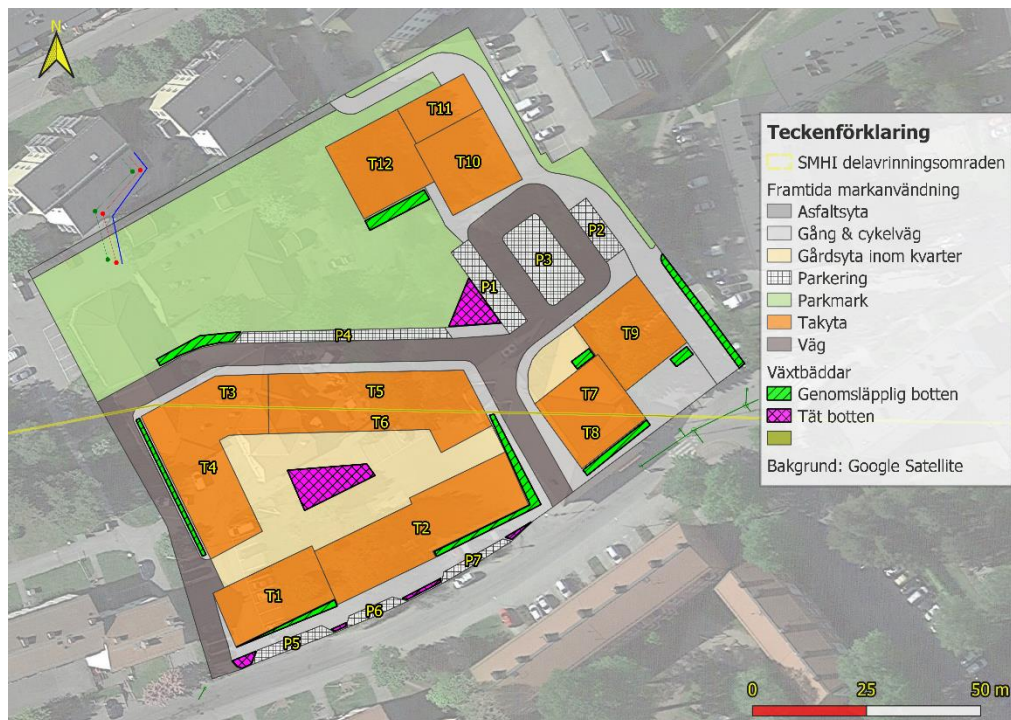 N
T11
T12
T10
P2
P3
P1
P4
T9
T3
T5
T7
T6
T8
T4
T2
P7
T1
P6
P5
Teckenförklaring
SMHI delavrinningsomraden
Framtida markanvändning
Asfaltsyta
Gång & cykelväg
Gårdsyta inom kvarter
Parkering
Parkmark
Takyta
Väg
Växtbäddar
Genomsläpplig botten
Tät botten
Bakgrund: Google Satellite
0 25 50 m